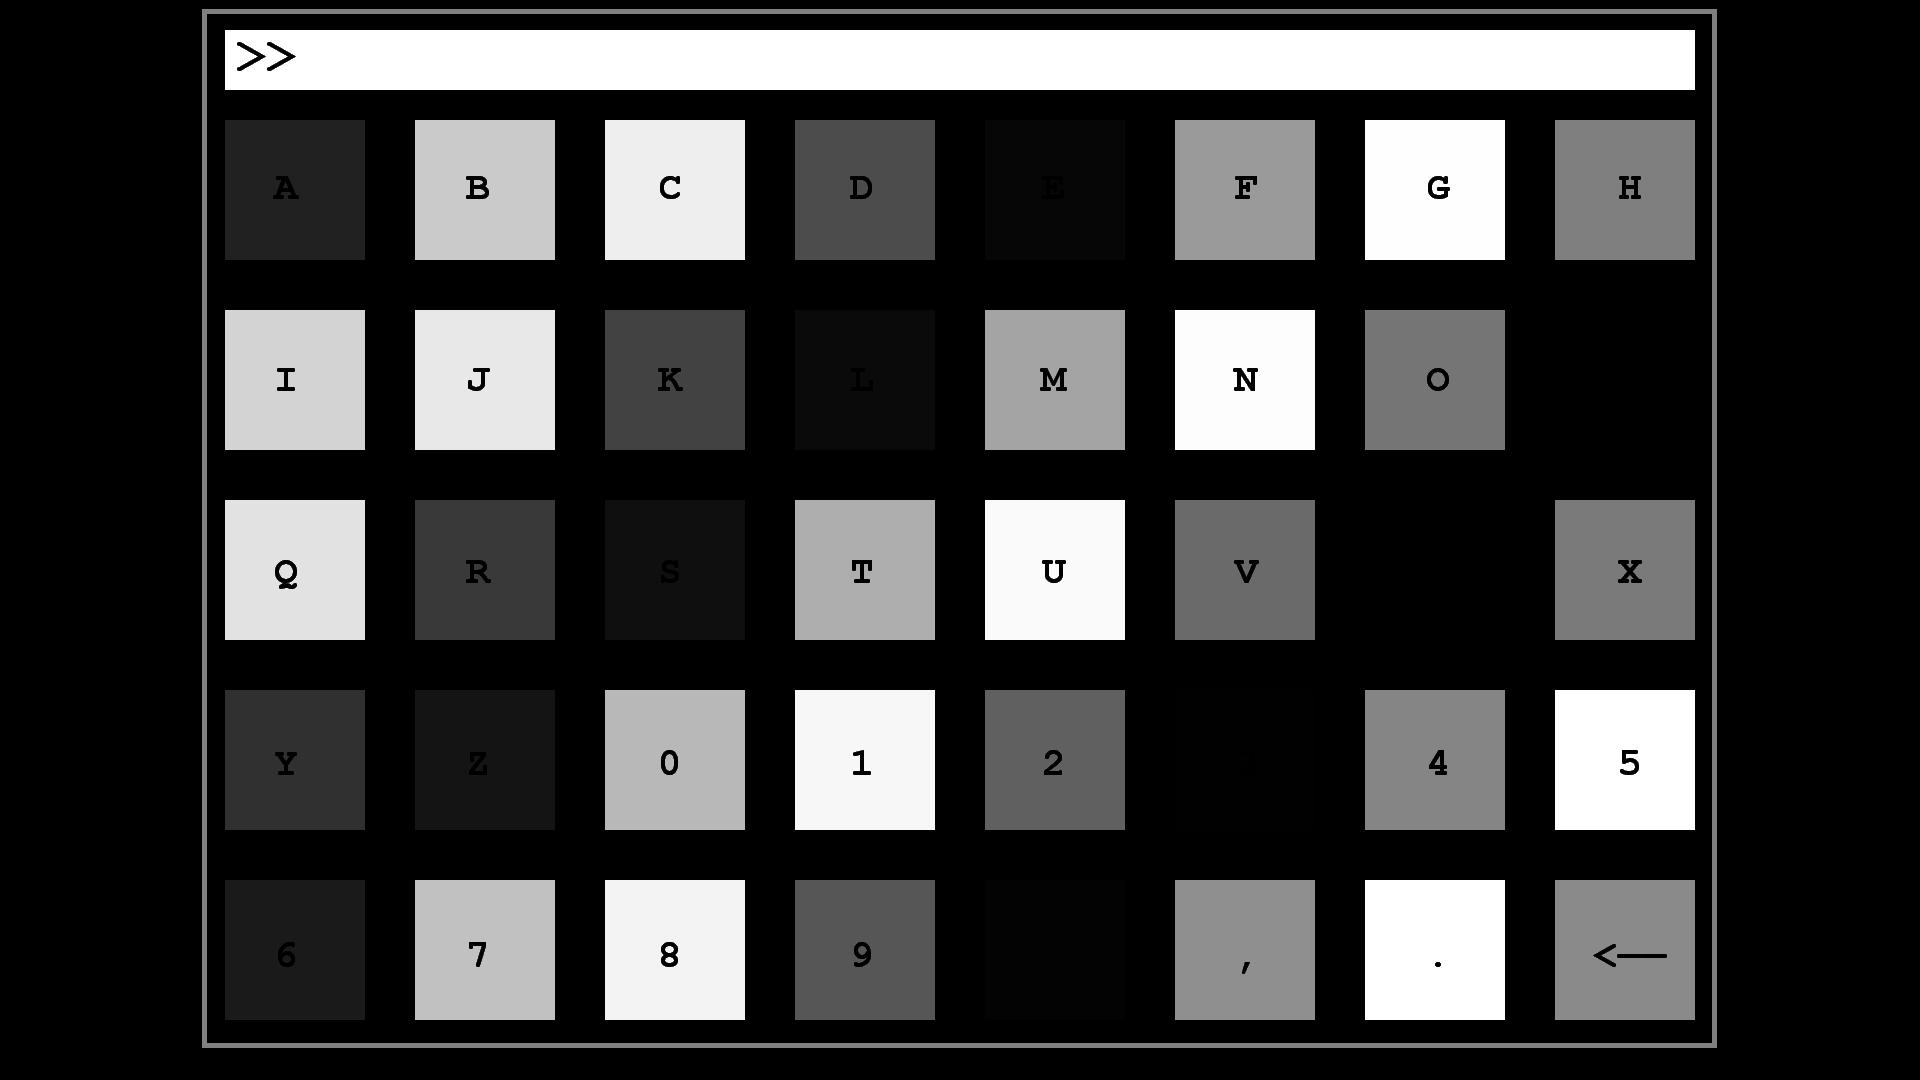 >>
A B C D E F G H
I J K L M N O
Q R S T U V X
Y Z 0 1 2 4 5
6 7 8 9 , . <—